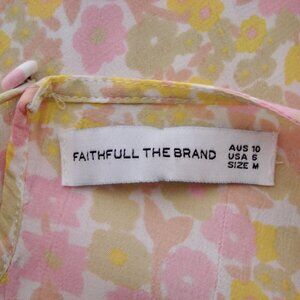 FAITHFULL THE BRAND
AUS 10
USA 6
SIZE M